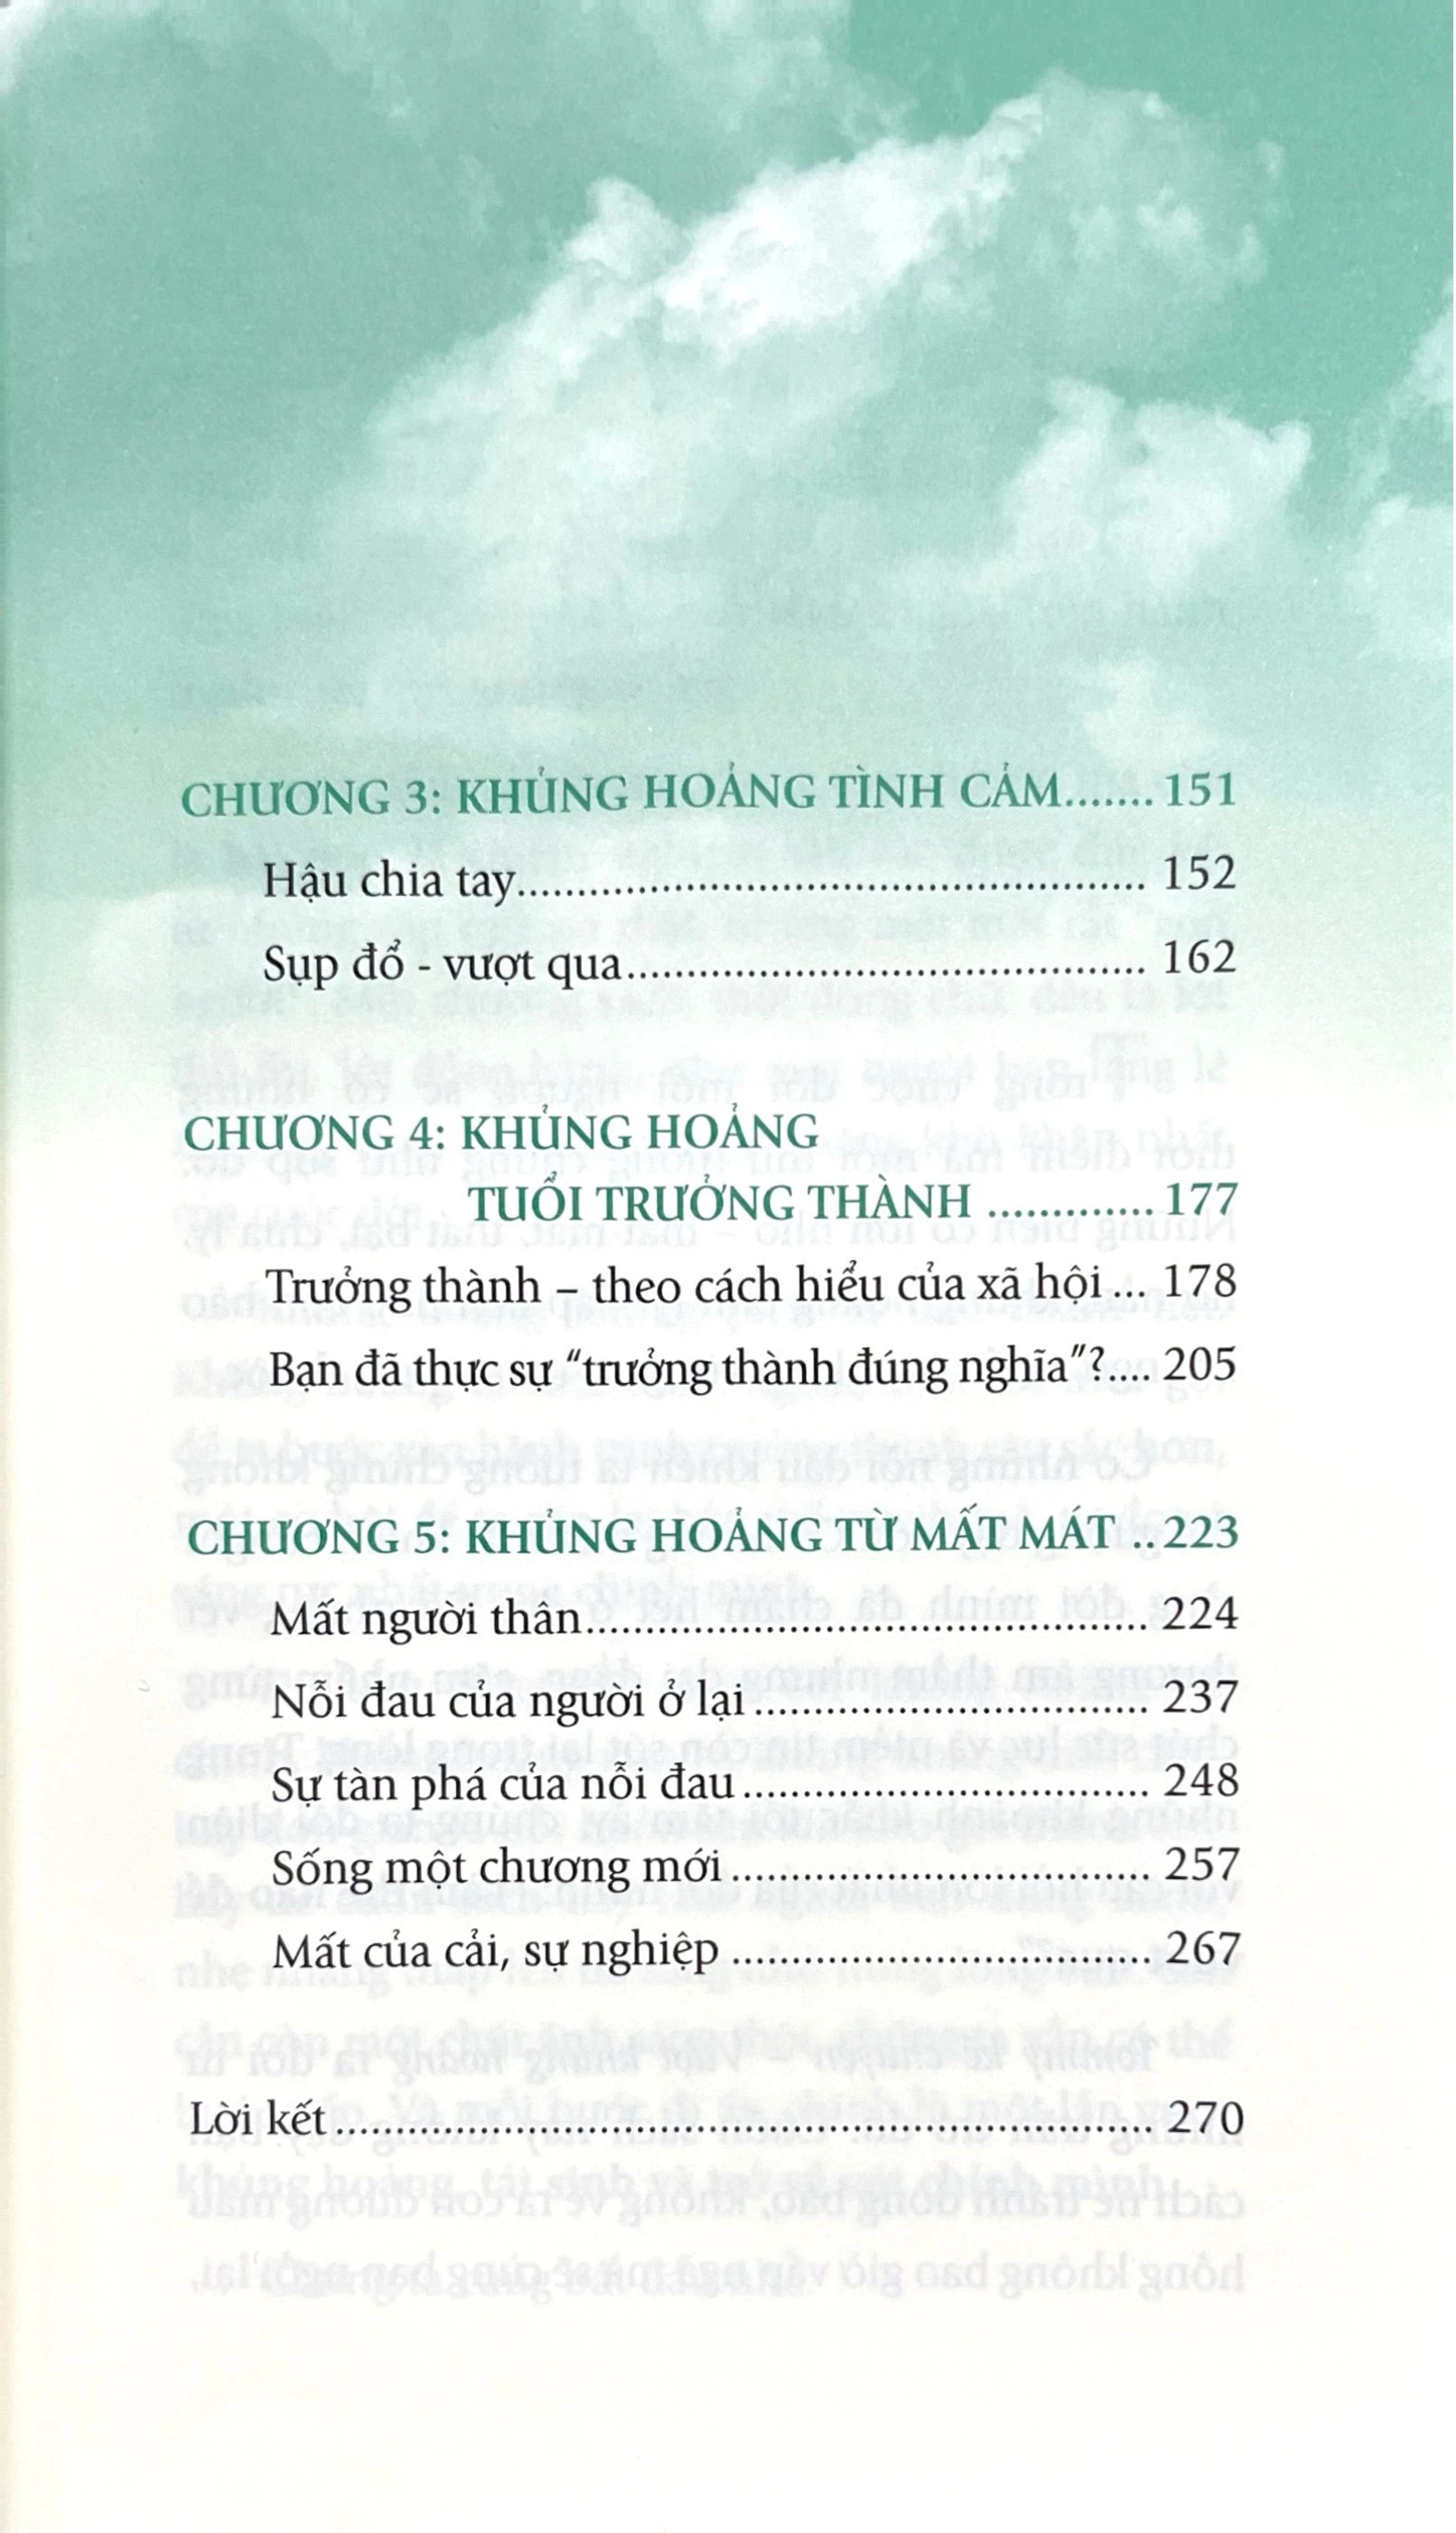 CHƯƠNG 3: KHỦNG HOẢNG TÌNH CẢM....... 151
Hậu chia tay..................................................... 152
Sụp đổ - vượt qua............................................ 162
CHƯƠNG 4: KHỦNG HOẢNG
TUỔI TRƯỞNG THÀNH ............. 177
Trưởng thành – theo cách hiểu của xã hội ... 178
Bạn đã thực sự “trưởng thành đúng nghĩa”?.... 205
CHƯƠNG 5: KHỦNG HOẢNG TỪ MẤT MÁT .. 223
Mất người thân................................................ 224
Nỗi đau của người ở lại .................................. 237
Sự tàn phá của nỗi đau................................... 248
Sống một chương mới .................................... 257
Mất của cải, sự nghiệp .................................... 267
Lời kết ..................................................................... 270